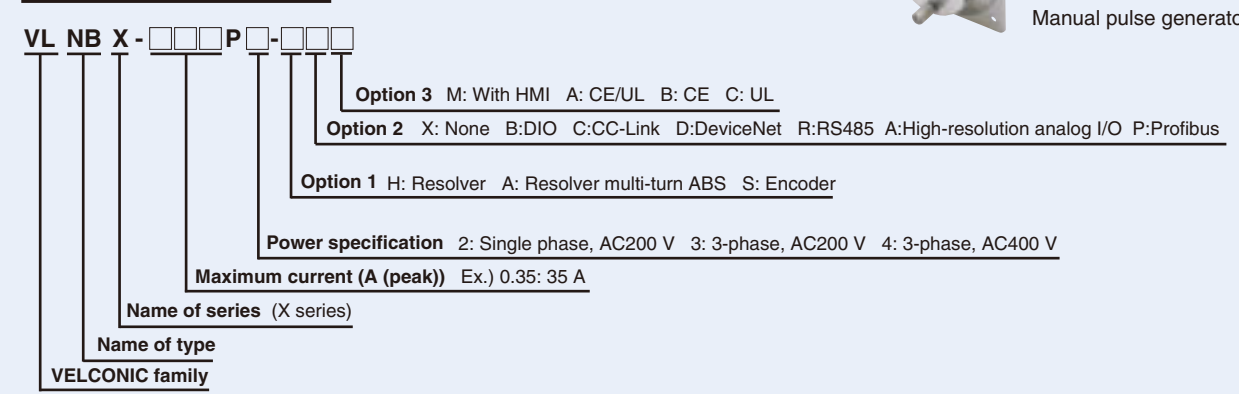 Manual pulse generato
VL NB X - □□□ P □ - □□□
Option 3 M: With HMI A: CE/UL B: CE C: UL
Option 2 X: None B:DIO C:CC-Link D:DeviceNet R:RS485 A:High-resolution analog I/O P:Profibus
Option 1 H: Resolver A: Resolver multi-turn ABS S: Encoder
Power specification 2: Single phase, AC200 V 3: 3-phase, AC200 V 4: 3-phase, AC400 V
Maximum current (A (peak)) Ex.) 0.35: 35 A
Name of series (X series)
Name of type
VELCONIC family